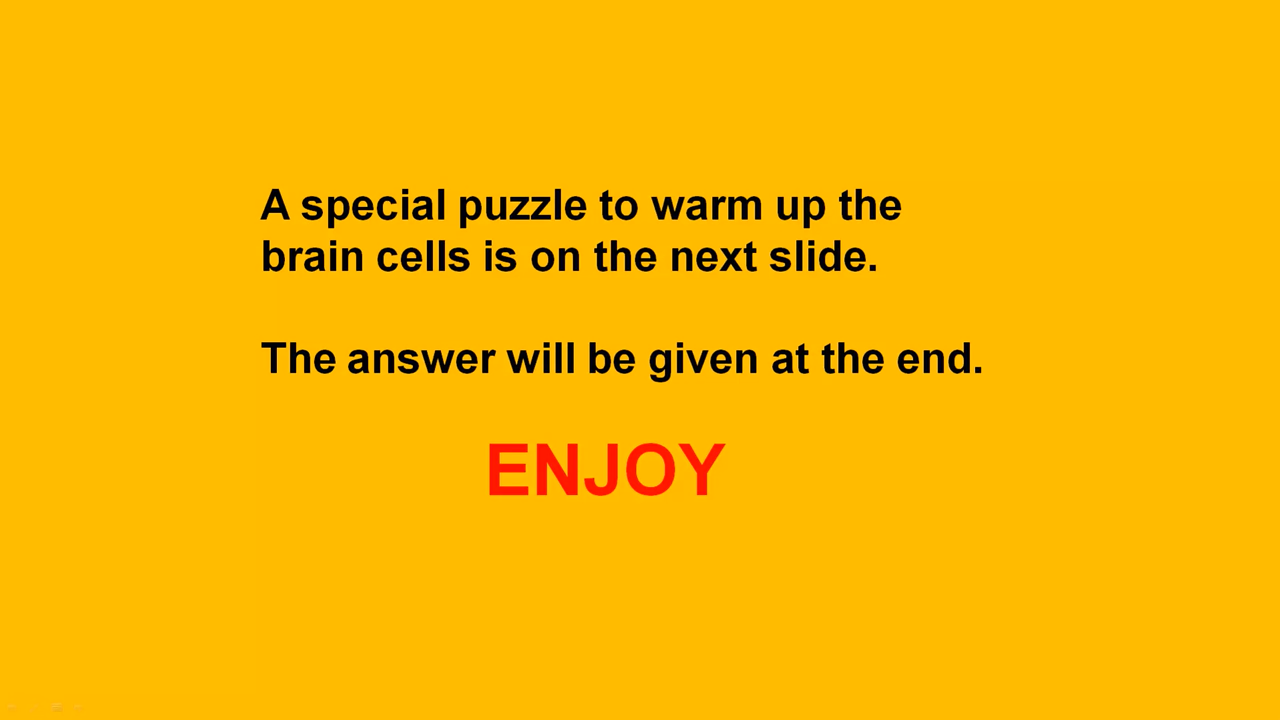 A special puzzle to warm up the
brain cells is on the next slide.
The answer will be given at the end.
ENJOY